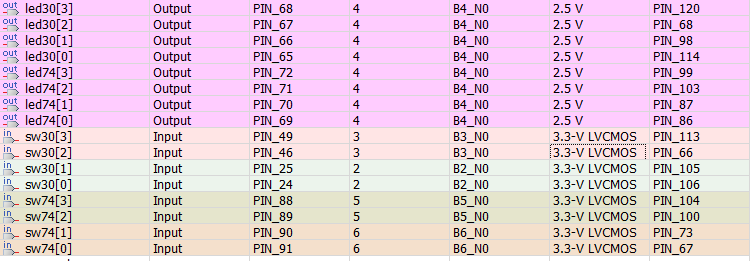 out led30[3] Output PIN_68 4 B4_N0 2.5 V PIN_120
out led30[2] Output PIN_67 4 B4_N0 2.5 V PIN_68
out led30[1] Output PIN_66 4 B4_N0 2.5 V PIN_98
out led30[0] Output PIN_65 4 B4_N0 2.5 V PIN_114
out led74[3] Output PIN_72 4 B4_N0 2.5 V PIN_99
out led74[2] Output PIN_71 4 B4_N0 2.5 V PIN_103
out led74[1] Output PIN_70 4 B4_N0 2.5 V PIN_87
out led74[0] Output PIN_69 4 B4_N0 2.5 V PIN_86
in sw30[3] Input PIN_49 3 B3_N0 3.3-V LVCMOS PIN_113
in sw30[2] Input PIN_46 3 B3_N0 3.3-V LVCMOS PIN_66
in sw30[1] Input PIN_25 2 B2_N0 3.3-V LVCMOS PIN_105
in sw30[0] Input PIN_24 2 B2_N0 3.3-V LVCMOS PIN_106
in sw74[3] Input PIN_88 5 B5_N0 3.3-V LVCMOS PIN_104
in sw74[2] Input PIN_89 5 B5_N0 3.3-V LVCMOS PIN_100
in sw74[1] Input PIN_90 6 B6_N0 3.3-V LVCMOS PIN_73
in sw74[0] Input PIN_91 6 B6_N0 3.3-V LVCMOS PIN_67